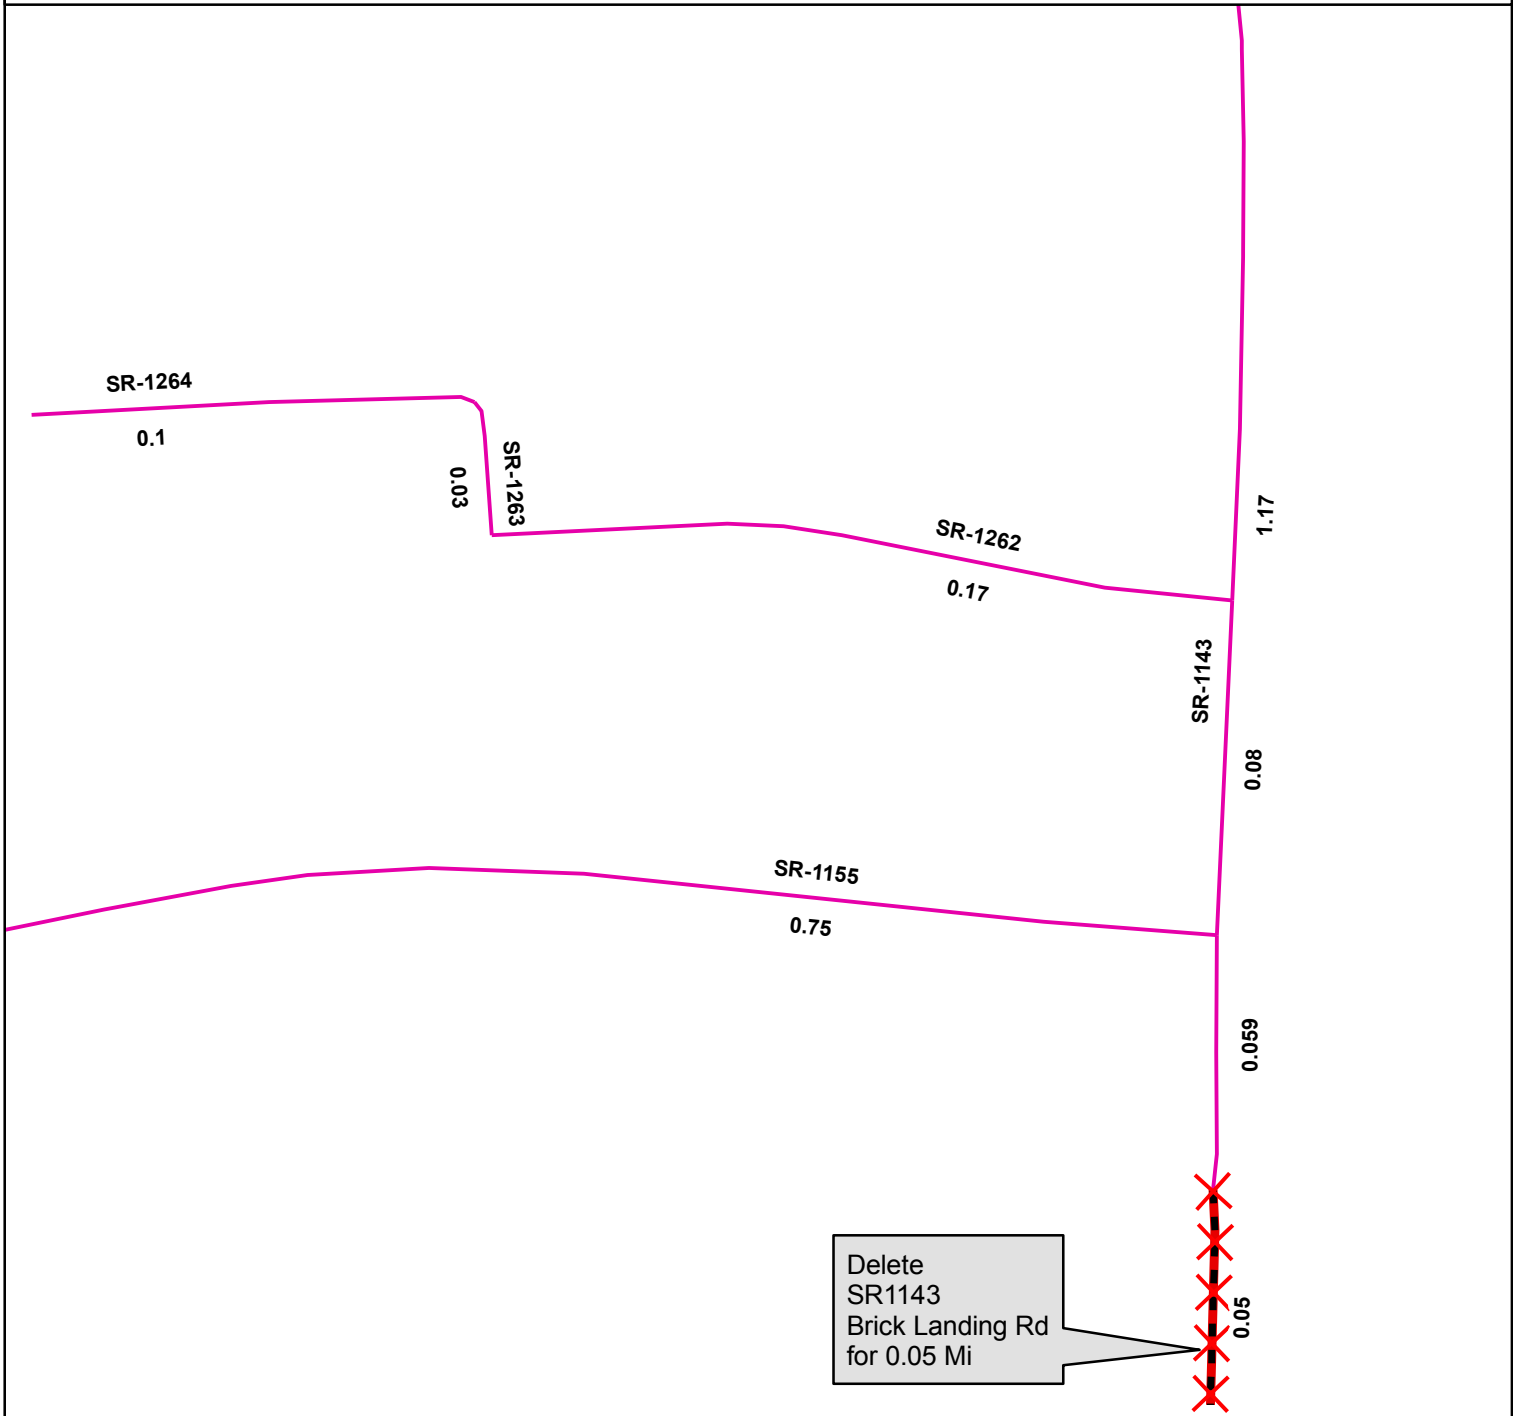 SR-1264
0.1
SR-1263
0.03
SR-1262
0.17
1.17
SR-1143
0.08
SR-1155
0.75
0.059
Delete
SR1143
Brick Landing Rd
for 0.05 Mi
0.05